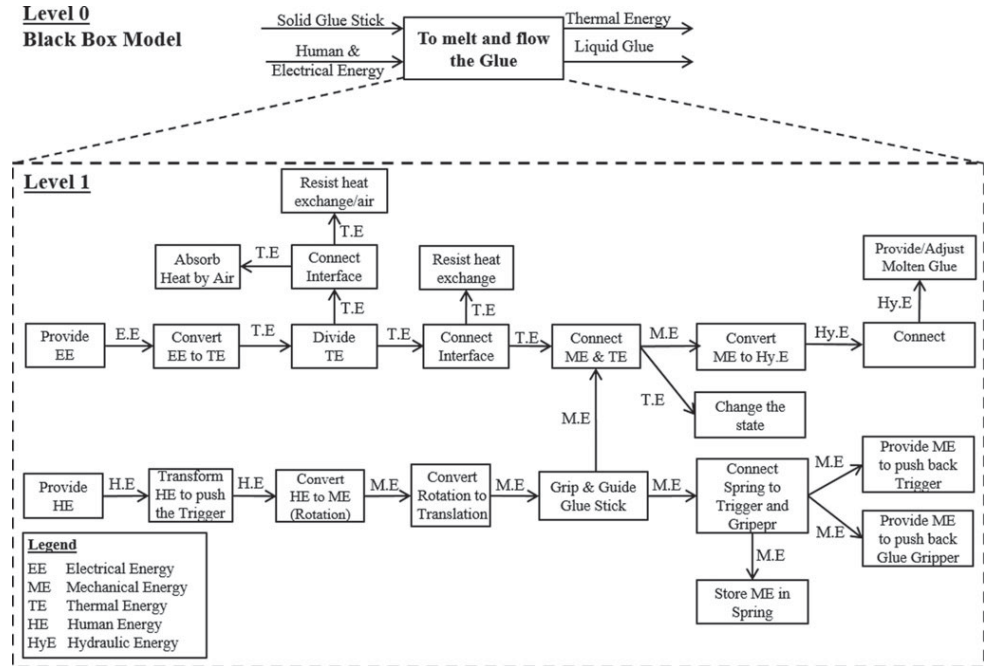 Level 0
Black Box Model
Solid Glue Stick
Human &
Electrical Energy
To melt and flow
the Glue
Thermal Energy
Liquid Glue
Level 1
Resist heat
exchange/air
T.E
Absorb
Heat by Air
T.E
Connect
Interface
T.E
Resist heat
exchange
T.E
Provide/Adjust
Molten Glue
Hy.E
Provide
EE
E.E
Convert
EE to TE
T.E
Divide
TE
T.E
Connect
Interface
T.E
Connect
ME & TE
M.E
Convert
ME to Hy.E
Hy.E
Connect
T.E
Change the
state
M.E
Provide
HE
H.E
Transform
HE to push
the Trigger
H.E
Convert
HE to ME
(Rotation)
M.E
Convert
Rotation to
Translation
M.E
Grip & Guide
Glue Stick
M.E
Connect
Spring to
Trigger and
Gripepr
M.E
Provide ME
to push back
Trigger
M.E
Provide ME
to push back
Glue Gripper
M.E
Store ME in
Spring
Legend
EE Electrical Energy
ME Mechanical Energy
TE Thermal Energy
HE Human Energy
HyE Hydraulic Energy